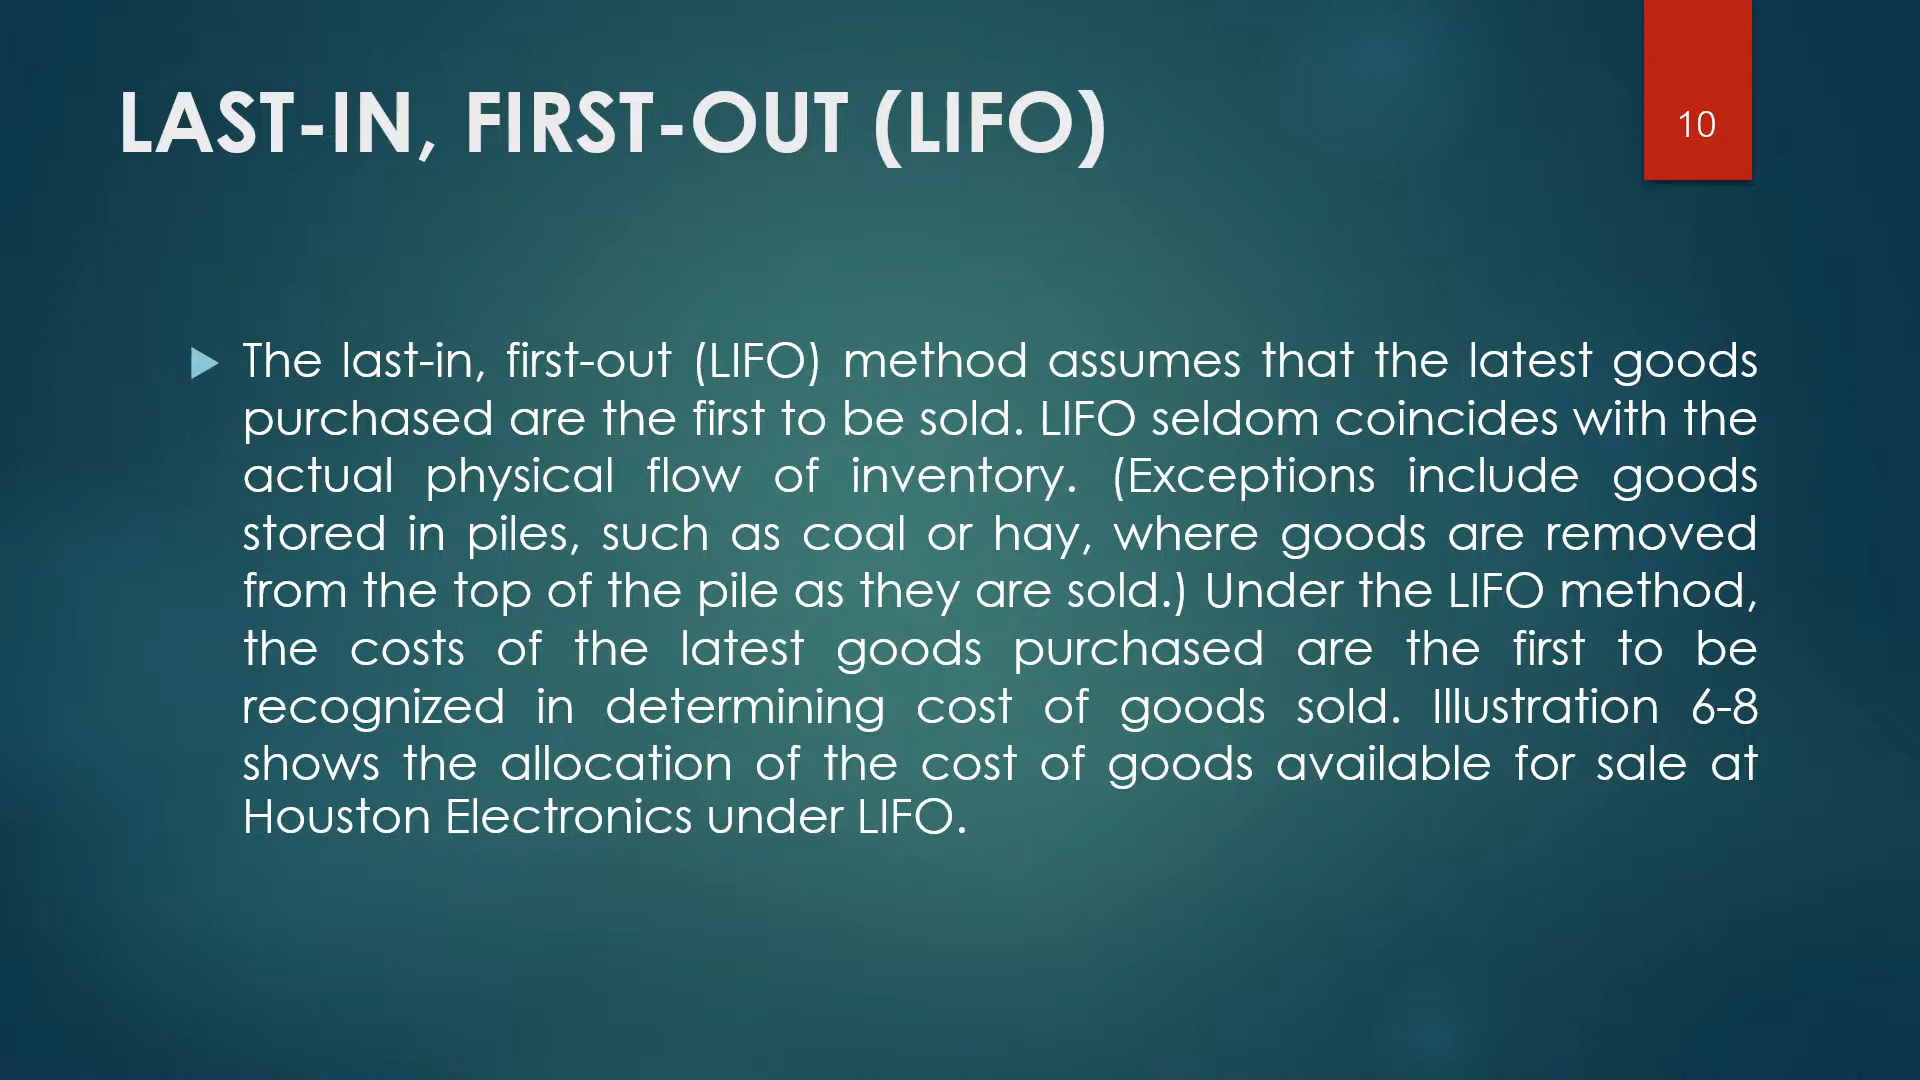 LAST-IN, FIRST-OUT (LIFO)
10
The last-in, first-out (LIFO) method assumes that the latest goods
purchased are the first to be sold. LIFO seldom coincides with the
actual physical flow of inventory. (Exceptions include goods
stored in piles, such as coal or hay, where goods are removed
from the top of the pile as they are sold.) Under the LIFO method,
the costs of the latest goods purchased are the first to be
recognized in determining cost of goods sold. Illustration 6-8
shows the allocation of the cost of goods available for sale at
Houston Electronics under LIFO.